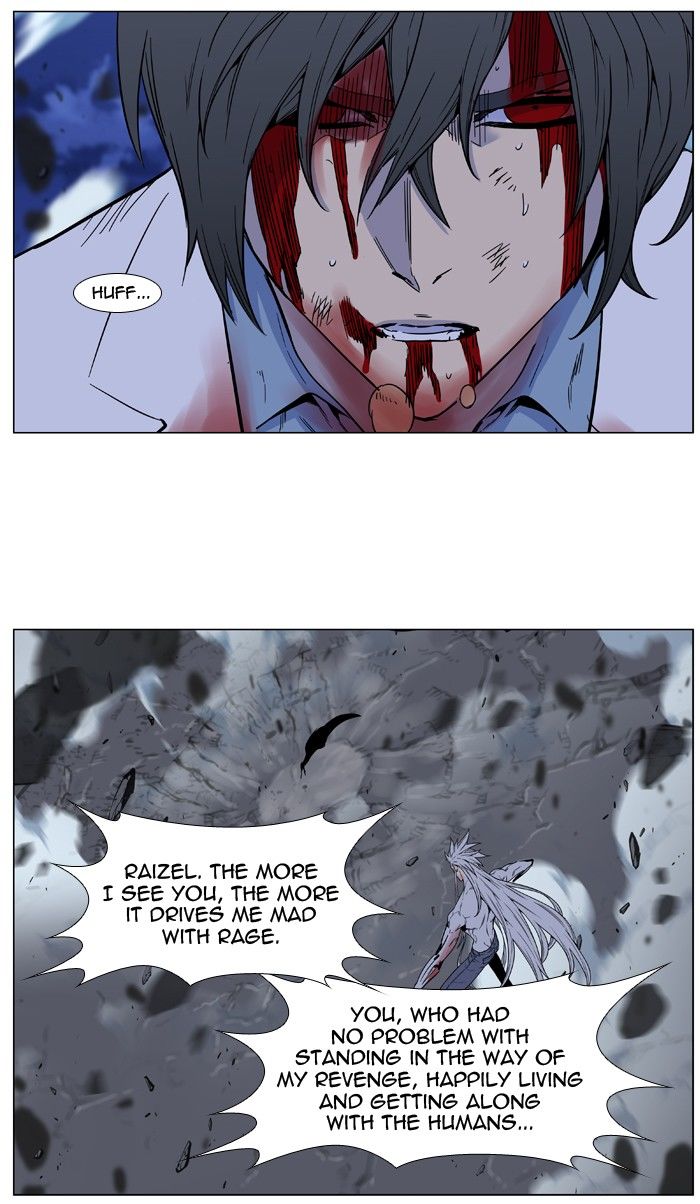 HUFF...
RAIZEL. THE MORE
I SEE YOU, THE MORE
IT DRIVES ME MAD
WITH RAGE.
YOU, WHO HAD
NO PROBLEM WITH
STANDING IN THE WAY OF
MY REVENGE, HAPPILY LIVING
AND GETTING ALONG
WITH THE HUMANS...